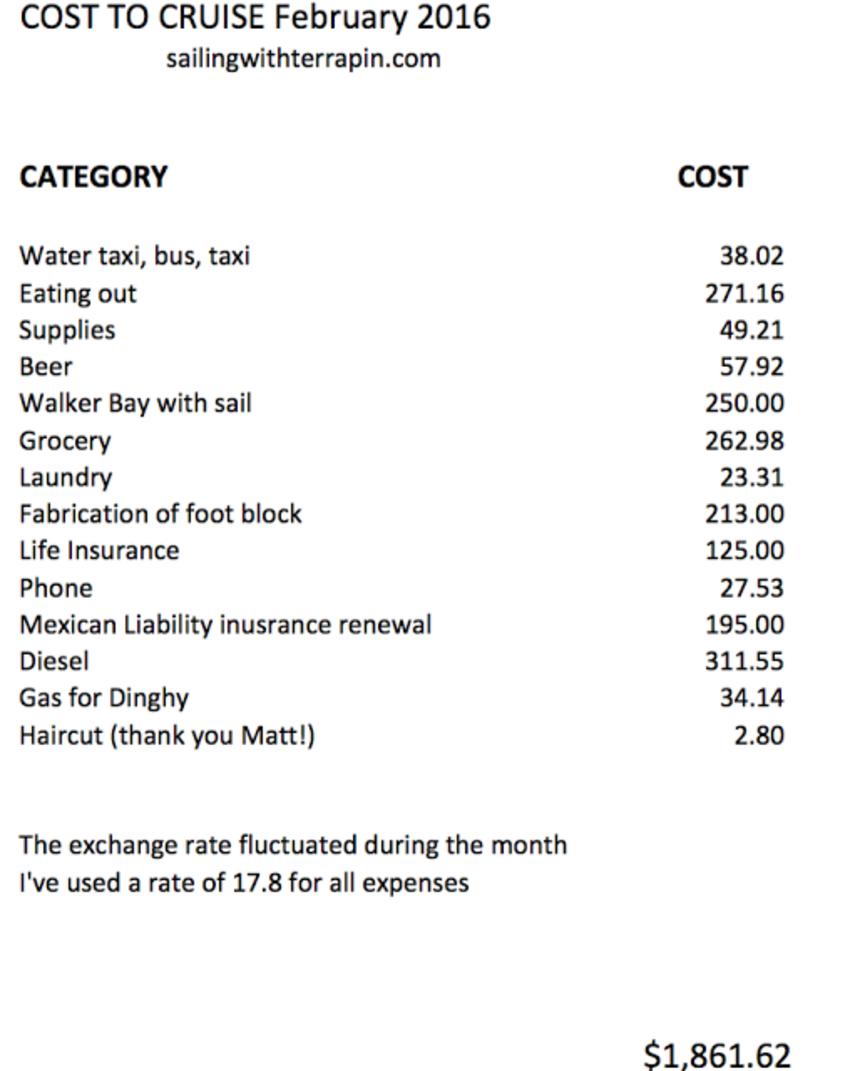 COST TO CRUISE February 2016
sailingwithterrapin.com
CATEGORY COST
Water taxi, bus, taxi 38.02
Eating out 271.16
Supplies 49.21
Beer 57.92
Walker Bay with sail 250.00
Grocery 262.98
Laundry 23.31
Fabrication of foot block 213.00
Life Insurance 125.00
Phone 27.53
Mexican Liability inusrance renewal 195.00
Diesel 311.55
Gas for Dinghy 34.14
Haircut (thank you Matt!) 2.80
The exchange rate fluctuated during the month
I've used a rate of 17.8 for all expenses
$1,861.62